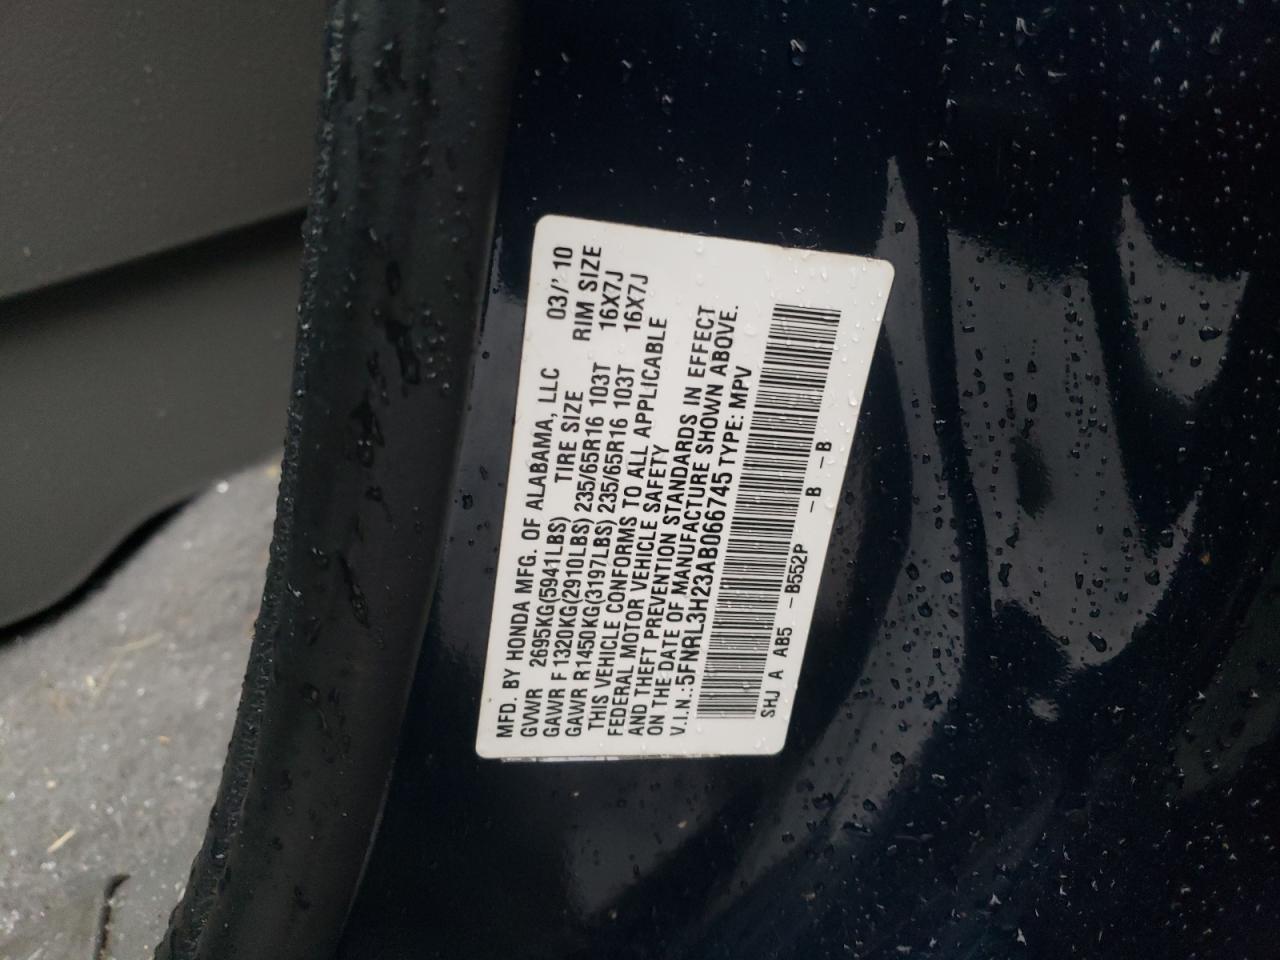 MFD. BY HONDA MFG. OF ALABAMA, LLC 03/'10
GVWR 2695KG(5941LBS) TIRE SIZE RIM SIZE
GAWR F 1320KG(2910LBS) 235/65R16 103T 16X7J
GAWR R1450KG(3197LBS) 235/65R16 103T 16X7J
THIS VEHICLE CONFORMS TO ALL APPLICABLE
FEDERAL MOTOR VEHICLE SAFETY
AND THEFT PREVENTION STANDARDS IN EFFECT
ON THE DATE OF MANUFACTURE SHOWN ABOVE.
V.I.N.:5FNRL3H23AB066745 TYPE: MPV
SHJ A AB5 -B552P -B -B